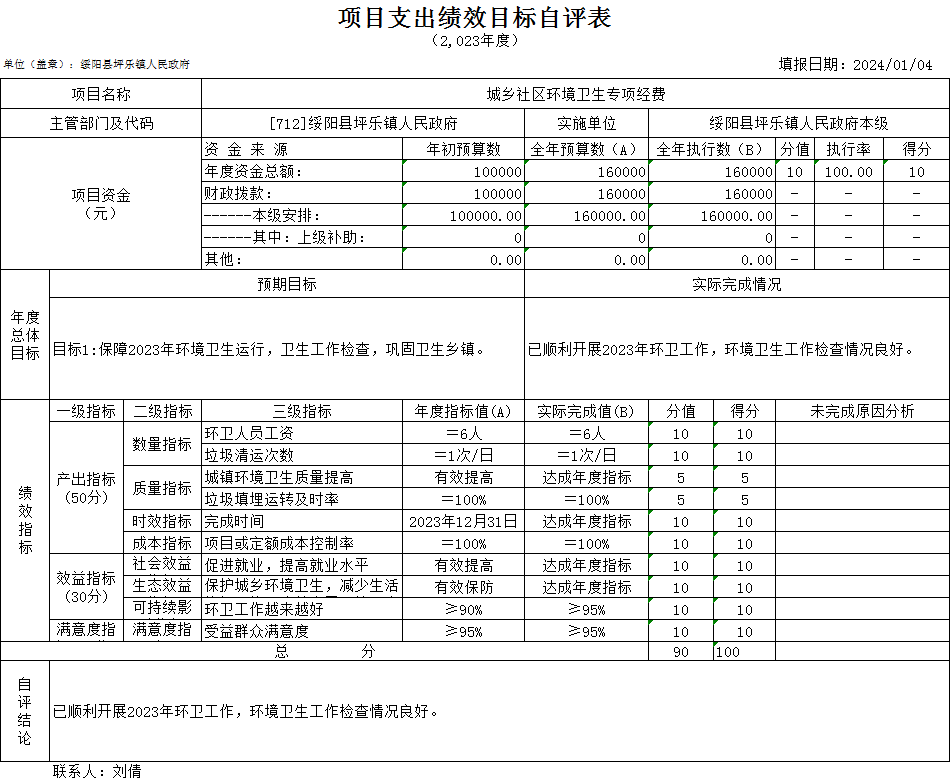 项目支出绩效目标自评表
（2,023年度）
单位（盖章）：绥阳县坪乐镇人民政府 填报日期：2024/01/04
项目名称 城乡社区环境卫生专项经费
主管部门及代码 [712]绥阳县坪乐镇人民政府 实施单位 绥阳县坪乐镇人民政府本级
项目资金（元） 资 金 来 源 年初预算数 全年预算数（A） 全年执行数（B） 分值 执行率 得分
年度资金总额： 100000 160000 160000 10 100.00 10
财政拨款： 100000 160000 160000 － － －
------本级安排： 100000.00 160000.00 160000.00 － － －
------其中：上级补助： 0 0 0 － － －
其他： 0.00 0.00 0.00 － － －
年度总体目标 预期目标 实际完成情况
目标1:保障2023年环境卫生运行，卫生工作检查，巩固卫生乡镇。 已顺利开展2023年环卫工作，环境卫生工作检查情况良好。
绩效指标 一级指标 二级指标 三级指标 年度指标值(A) 实际完成值(B) 分值 得分 未完成原因分析
产出指标（50分） 数量指标 环卫人员工资 ＝6人 ＝6人 10 10
垃圾清运次数 ＝1次/日 ＝1次/日 10 10
质量指标 城镇环境卫生质量提高 有效提高 达成年度指标 5 5
垃圾填埋运转及时率 ＝100% ＝100% 5 5
时效指标 完成时间 2023年12月31日 达成年度指标 10 10
成本指标 项目或定额成本控制率 ＝100% ＝100% 10 10
效益指标（30分） 社会效益 促进就业，提高就业水平 有效提高 达成年度指标 10 10
生态效益 保护城乡环境卫生，减少生活 有效保防 达成年度指标 10 10
可持续影 环卫工作越来越好 ≥90% ≥95% 10 10
满意度指 满意度指 受益群众满意度 ≥95% ≥95% 10 10
总 分 90 100
自评结论 已顺利开展2023年环卫工作，环境卫生工作检查情况良好。
联系人：刘倩